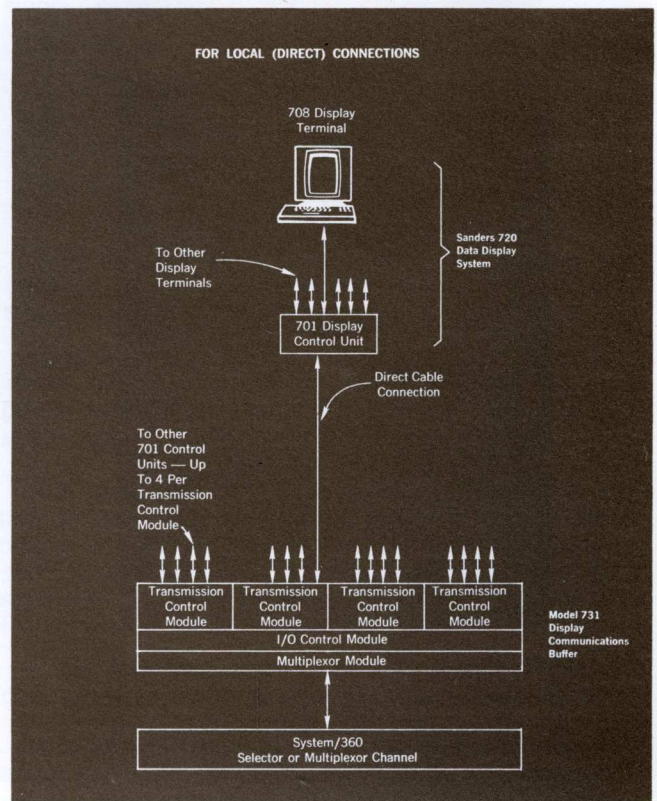 FOR LOCAL (DIRECT) CONNECTIONS
708 Display
Terminal
Sanders 720
Data Display
System
To Other
Display
Terminals
701 Display
Control Unit
Direct Cable
Connection
To Other
701 Control
Units — Up
To 4 Per
Transmission
Control
Module
Transmission
Control
Module
Transmission
Control
Module
Transmission
Control
Module
Transmission
Control
Module
I/O Control Module
Multiplexor Module
Model 731
Display
Communications
Buffer
System/360
Selector or Multiplexor Channel